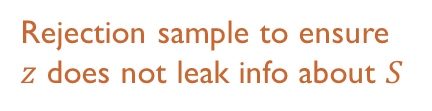 Rejection sample to ensure
z does not leak info about S